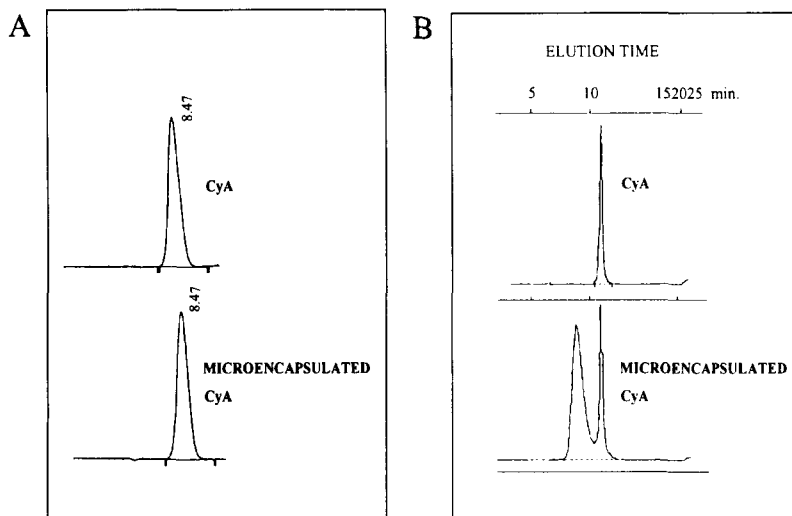 A
8.47
CyA
8.47
MICROENCAPSULATED
CyA
B
ELUTION TIME
5 10 152025 min.
CyA
MICROENCAPSULATED
CyA